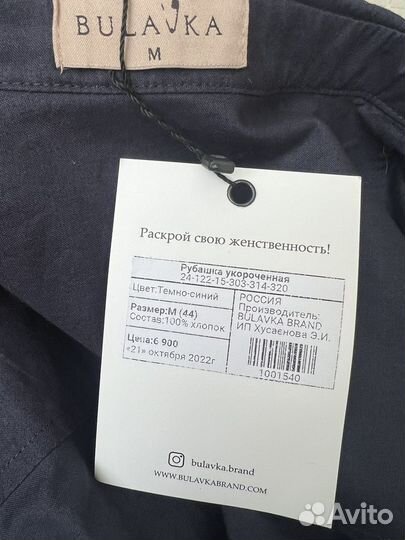 BULAVKA
M
Раскрой свою женственность!
Рубашка укороченная
24-122-15-303-314-320
Цвет:Темно-синий
Размер:М (44)
Состав:100% хлопок
Цена:6 900
«21» октября 2022г
РОССИЯ
Производитель:
BULAVKA BRAND
ИП Хусаенова Э.И.
1001540
bulavka.brand
WWW.BULAVKABRAND.COM
Avito